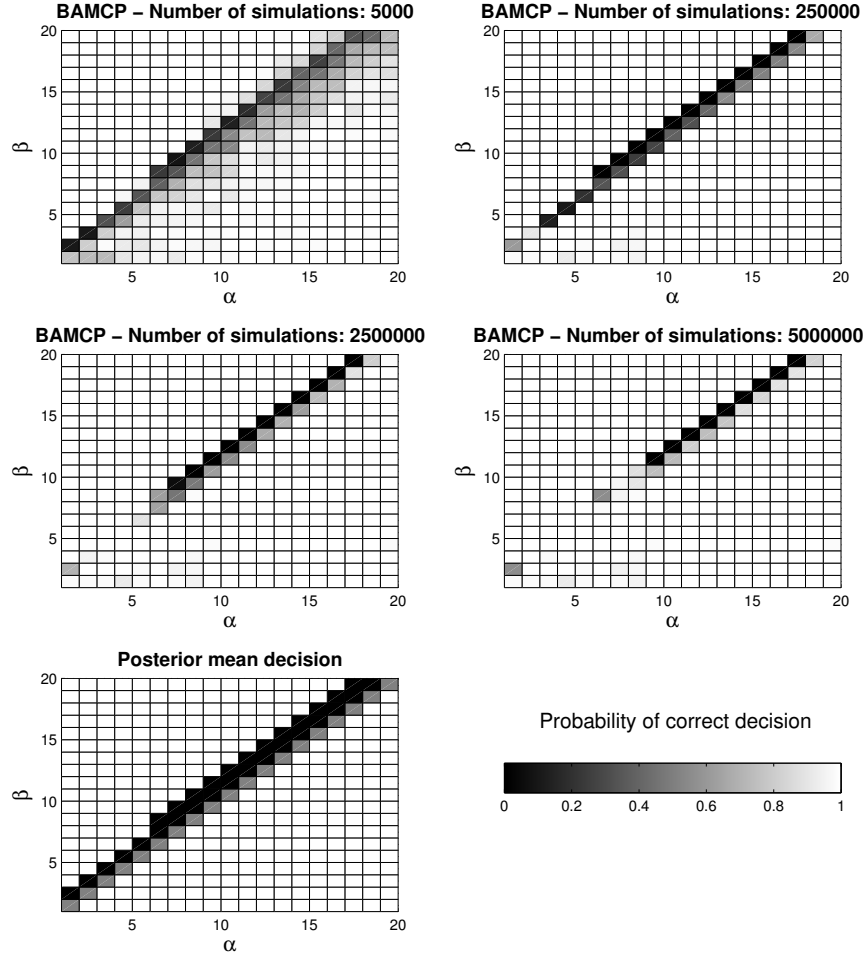 BAMCP – Number of simulations: 5000
20
15
10
5
β
5
10
15
20
α
BAMCP – Number of simulations: 250000
20
15
10
5
β
5
10
15
20
α
BAMCP – Number of simulations: 2500000
20
15
10
5
β
5
10
15
20
α
BAMCP – Number of simulations: 5000000
20
15
10
5
β
5
10
15
20
α
Posterior mean decision
20
15
10
5
β
5
10
15
20
α
Probability of correct decision
0 0.2 0.4 0.6 0.8 1